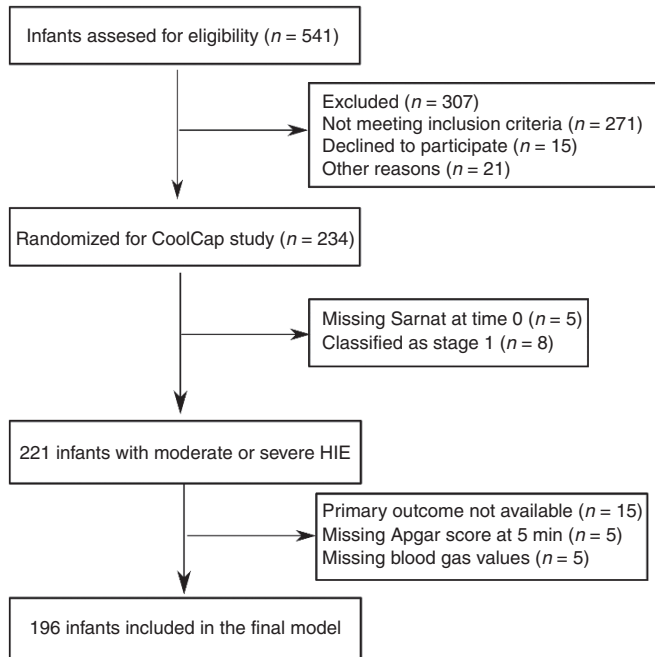 Infants assesed for eligibility (n = 541)
Excluded (n = 307)
Not meeting inclusion criteria (n = 271)
Declined to participate (n = 15)
Other reasons (n = 21)
Randomized for CoolCap study (n = 234)
Missing Sarnat at time 0 (n = 5)
Classified as stage 1 (n = 8)
221 infants with moderate or severe HIE
Primary outcome not available (n = 15)
Missing Apgar score at 5 min (n = 5)
Missing blood gas values (n = 5)
196 infants included in the final model